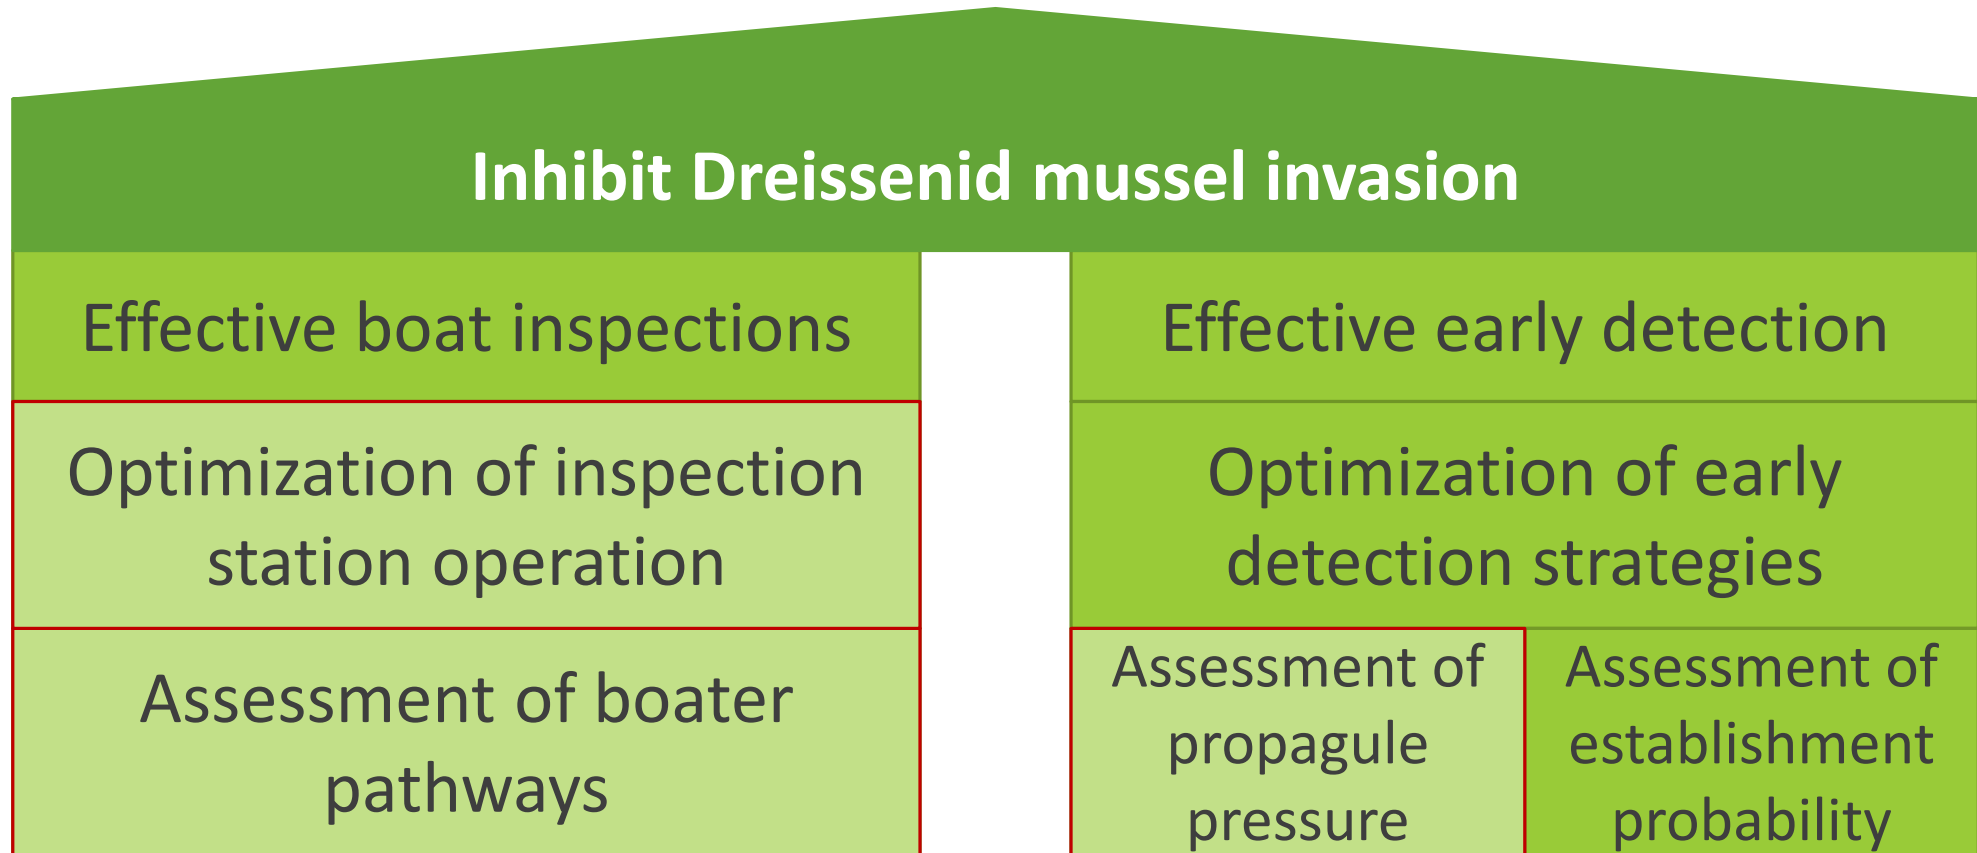 Inhibit Dreissenid mussel invasion
Effective boat inspections
Optimization of inspection
station operation
Assessment of boater
pathways
Effective early detection
Optimization of early
detection strategies
Assessment of
propagule
pressure
Assessment of
establishment
probability